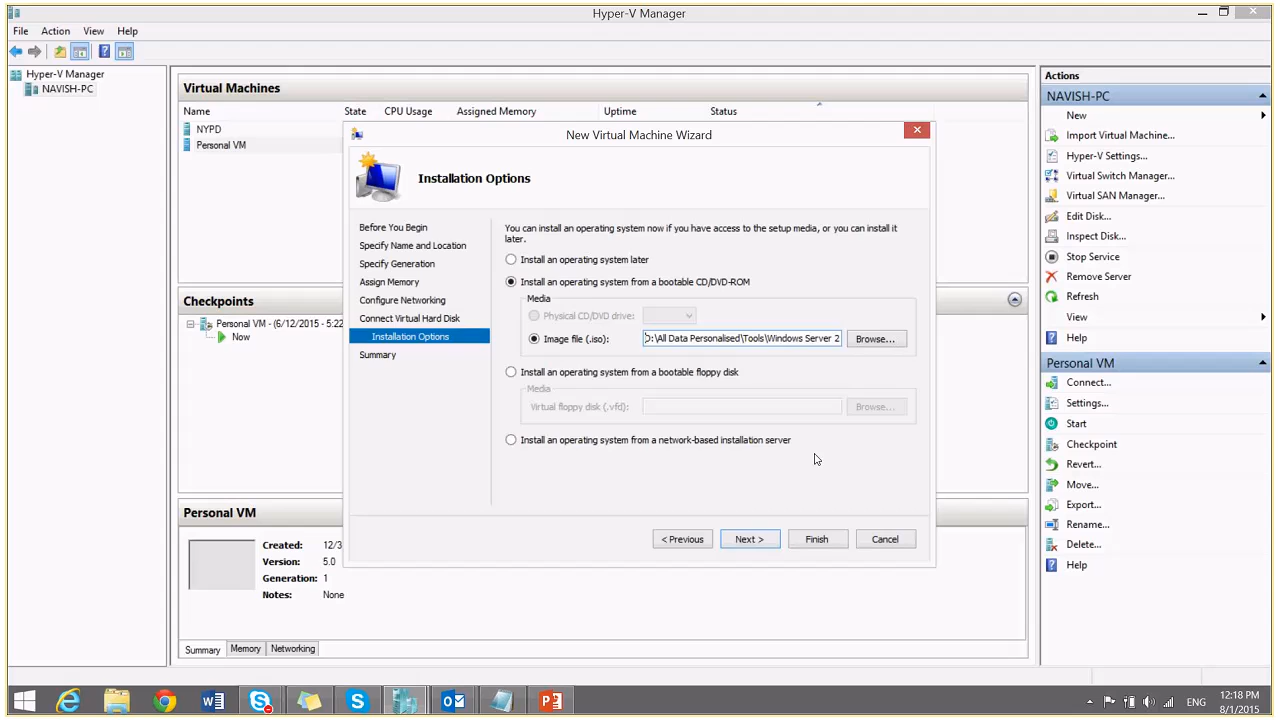 Hyper-V Manager
File Action View Help
Hyper-V Manager
NAVISH-PC
Virtual Machines
Name State CPU Usage Assigned Memory Uptime Status
NYPD
Personal VM
Checkpoints
Personal VM - (6/12/2015 - 5:22
Now
Personal VM
Created: 12/3
Version: 5.0
Generation: 1
Notes: None
Summary Memory Networking
New Virtual Machine Wizard
Installation Options
Before You Begin
Specify Name and Location
Specify Generation
Assign Memory
Configure Networking
Connect Virtual Hard Disk
Installation Options
Summary
You can install an operating system now if you have access to the setup media, or you can install it
later.
Install an operating system later
Install an operating system from a bootable CD/DVD-ROM
Media
Physical CD/DVD drive:
Image file (.iso): D:\All Data Personalised\Tools\Windows Server 2 Browse...
Install an operating system from a bootable floppy disk
Media
Virtual floppy disk (.vfd): Browse...
Install an operating system from a network-based installation server
< Previous Next > Finish Cancel
Actions
NAVISH-PC
New
Import Virtual Machine...
Hyper-V Settings...
Virtual Switch Manager...
Virtual SAN Manager...
Edit Disk...
Inspect Disk...
Stop Service
Remove Server
Refresh
View
Help
Personal VM
Connect...
Settings...
Start
Checkpoint
Revert...
Move...
Export...
Rename...
Delete...
Help
ENG
12:18 PM
8/1/2015